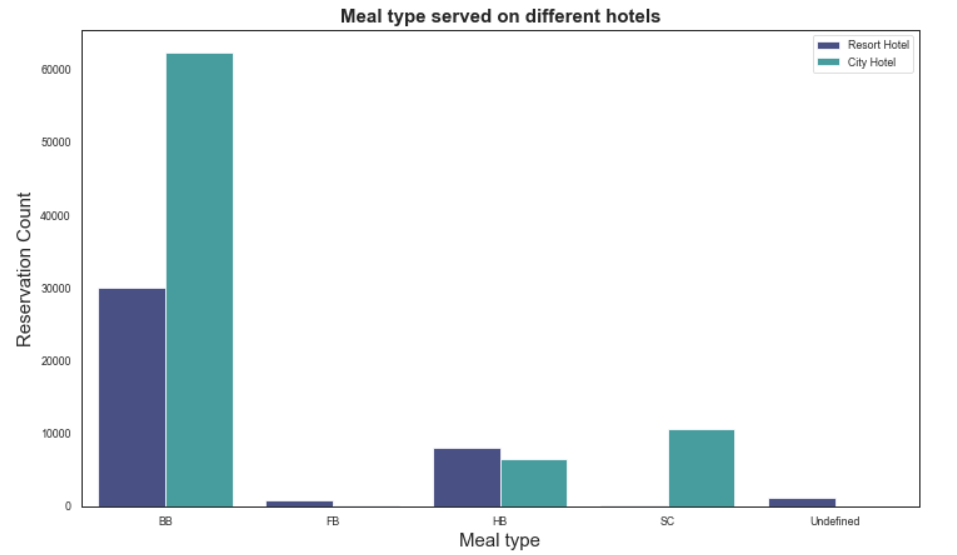 Meal type served on different hotels
Resort Hotel
City Hotel
Reservation Count
60000
50000
40000
30000
20000
10000
0
BB FB HB SC Undefined
Meal type